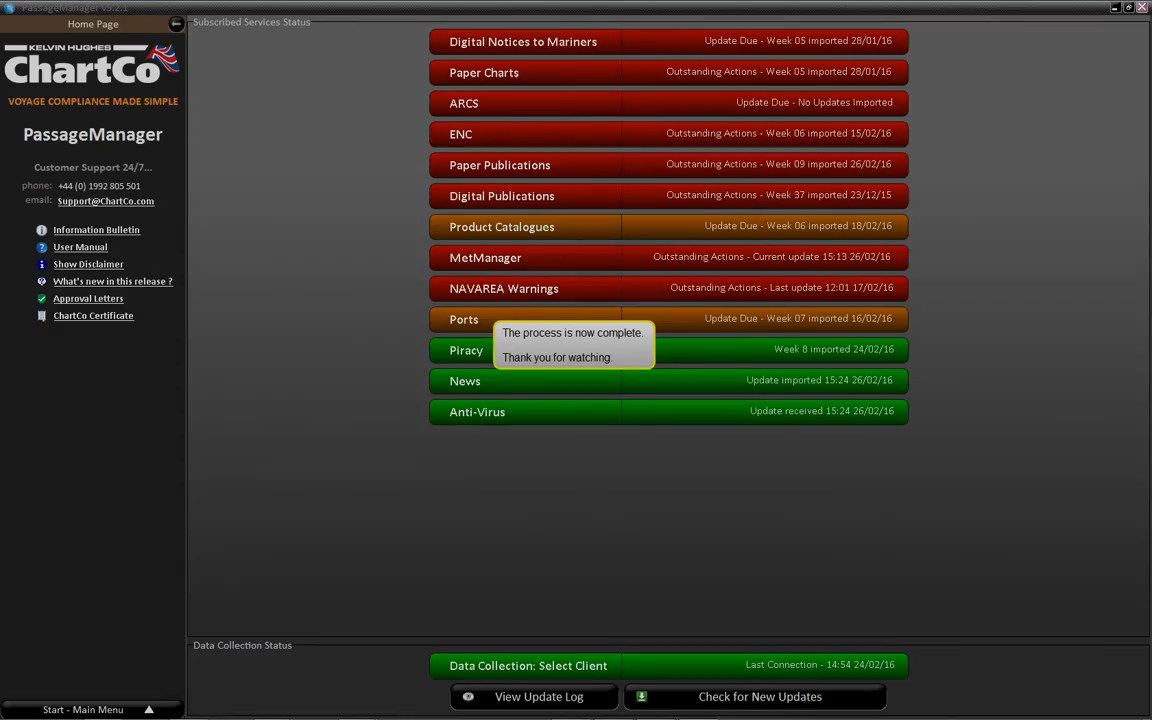 PassageManager v5.2.1
Home Page
Subscribed Services Status
KELVIN HUGHES
ChartCo
VOYAGE COMPLIANCE MADE SIMPLE
PassageManager
Customer Support 24/7...
phone: +44 (0) 1992 805 501
email: Support@ChartCo.com
Information Bulletin
User Manual
Show Disclaimer
What's new in this release ?
Approval Letters
ChartCo Certificate
Digital Notices to Mariners Update Due - Week 05 imported 28/01/16
Paper Charts Outstanding Actions - Week 05 imported 28/01/16
ARCS Update Due - No Updates Imported
ENC Outstanding Actions - Week 06 imported 15/02/16
Paper Publications Outstanding Actions - Week 09 imported 26/02/16
Digital Publications Outstanding Actions - Week 37 imported 23/12/15
Product Catalogues Update Due - Week 06 imported 18/02/16
MetManager Outstanding Actions - Current update 15:13 26/02/16
NAVAREA Warnings Outstanding Actions - Last update 12:01 17/02/16
Ports Update Due - Week 07 imported 16/02/16
The process is now complete.
Thank you for watching.
Piracy Week 8 imported 24/02/16
News Update imported 15:24 26/02/16
Anti-Virus Update received 15:24 26/02/16
Data Collection Status
Data Collection: Select Client Last Connection - 14:54 24/02/16
View Update Log Check for New Updates
Start - Main Menu